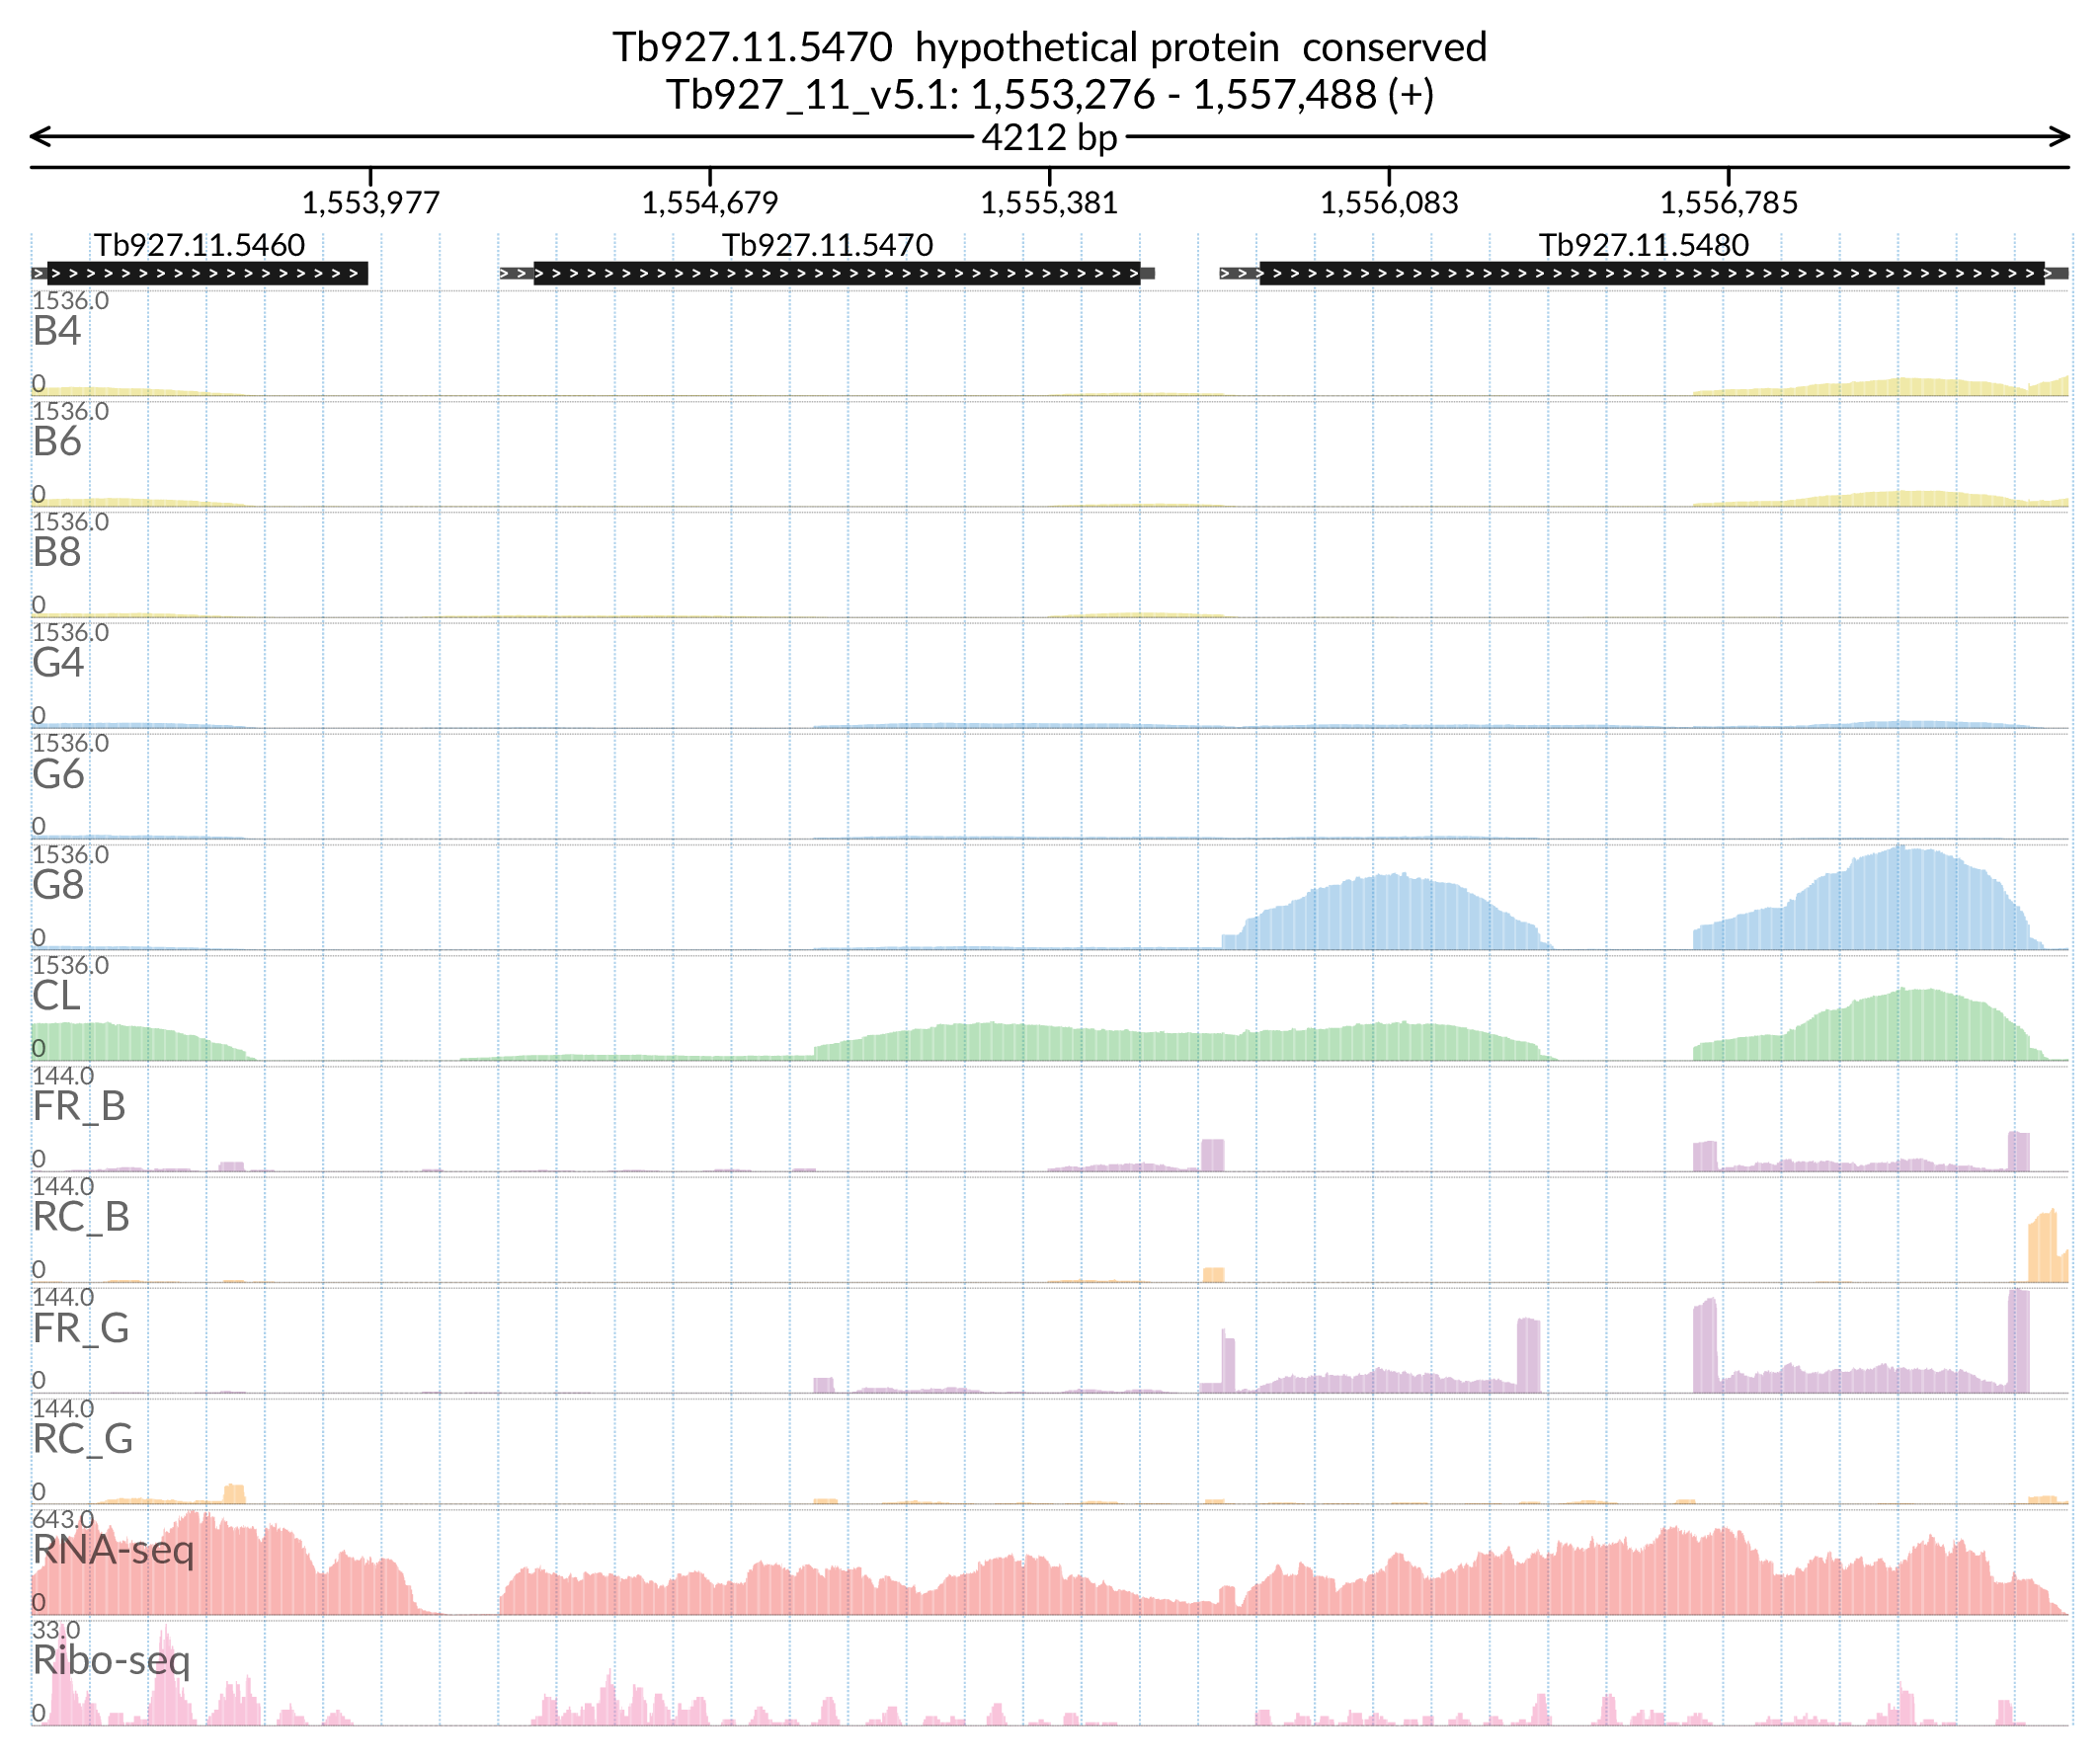 Tb927.11.5470 hypothetical protein conserved
Tb927_11_v5.1: 1,553,276 - 1,557,488 (+)
4212 bp
1,553,977 1,554,679 1,555,381 1,556,083 1,556,785
Tb927.11.5460 Tb927.11.5470 Tb927.11.5480
1536.0
B4
0
1536.0
B6
0
1536.0
B8
0
1536.0
G4
0
1536.0
G6
0
1536.0
G8
0
1536.0
CL
0
144.0
FR_B
0
144.0
RC_B
0
144.0
FR_G
0
144.0
RC_G
0
643.0
RNA-seq
0
33.0
Ribo-seq
0